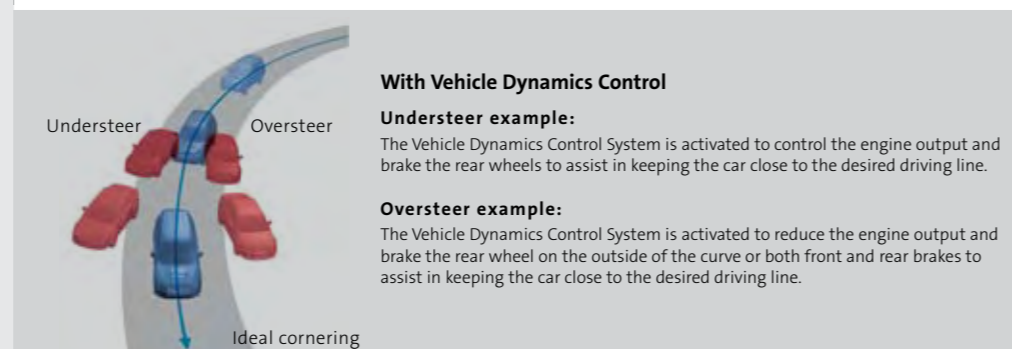 Understeer
Oversteer
Ideal cornering
With Vehicle Dynamics Control
Understeer example:
The Vehicle Dynamics Control System is activated to control the engine output and
brake the rear wheels to assist in keeping the car close to the desired driving line.
Oversteer example:
The Vehicle Dynamics Control System is activated to reduce the engine output and
brake the rear wheel on the outside of the curve or both front and rear brakes to
assist in keeping the car close to the desired driving line.